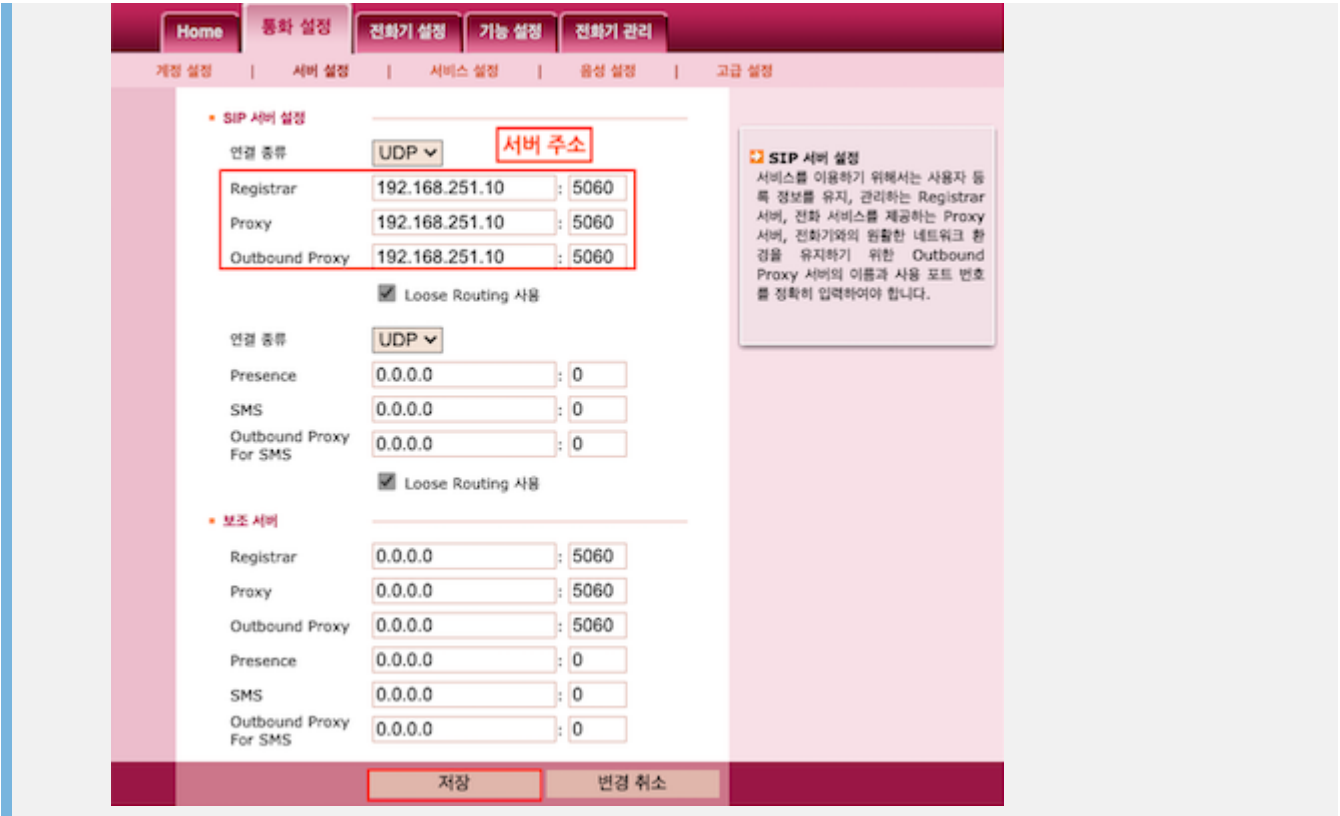 Home 통화 설정 전화기 설정 기능 설정 전화기 관리
계정 설정 | 서버 설정 | 서비스 설정 | 음성 설정 | 고급 설정
SIP 서버 설정
연결 종류 UDP
서버 주소
Registrar 192.168.251.10 : 5060
Proxy 192.168.251.10 : 5060
Outbound Proxy 192.168.251.10 : 5060
Loose Routing 사용
연결 종류 UDP
Presence 0.0.0.0 : 0
SMS 0.0.0.0 : 0
Outbound Proxy
For SMS 0.0.0.0 : 0
Loose Routing 사용
보조 서버
Registrar 0.0.0.0 : 5060
Proxy 0.0.0.0 : 5060
Outbound Proxy 0.0.0.0 : 5060
Presence 0.0.0.0 : 0
SMS 0.0.0.0 : 0
Outbound Proxy
For SMS 0.0.0.0 : 0
저장 변경 취소
SIP 서버 설정
서비스를 이용하기 위해서는 사용자 등
록 정보를 유지, 관리하는 Registrar
서버, 전화 서비스를 제공하는 Proxy
서버, 전화기와의 원활한 네트워크 환
경을 유지하기 위한 Outbound
Proxy 서버의 이름과 사용 포트 번호
를 정확히 입력하여야 합니다.